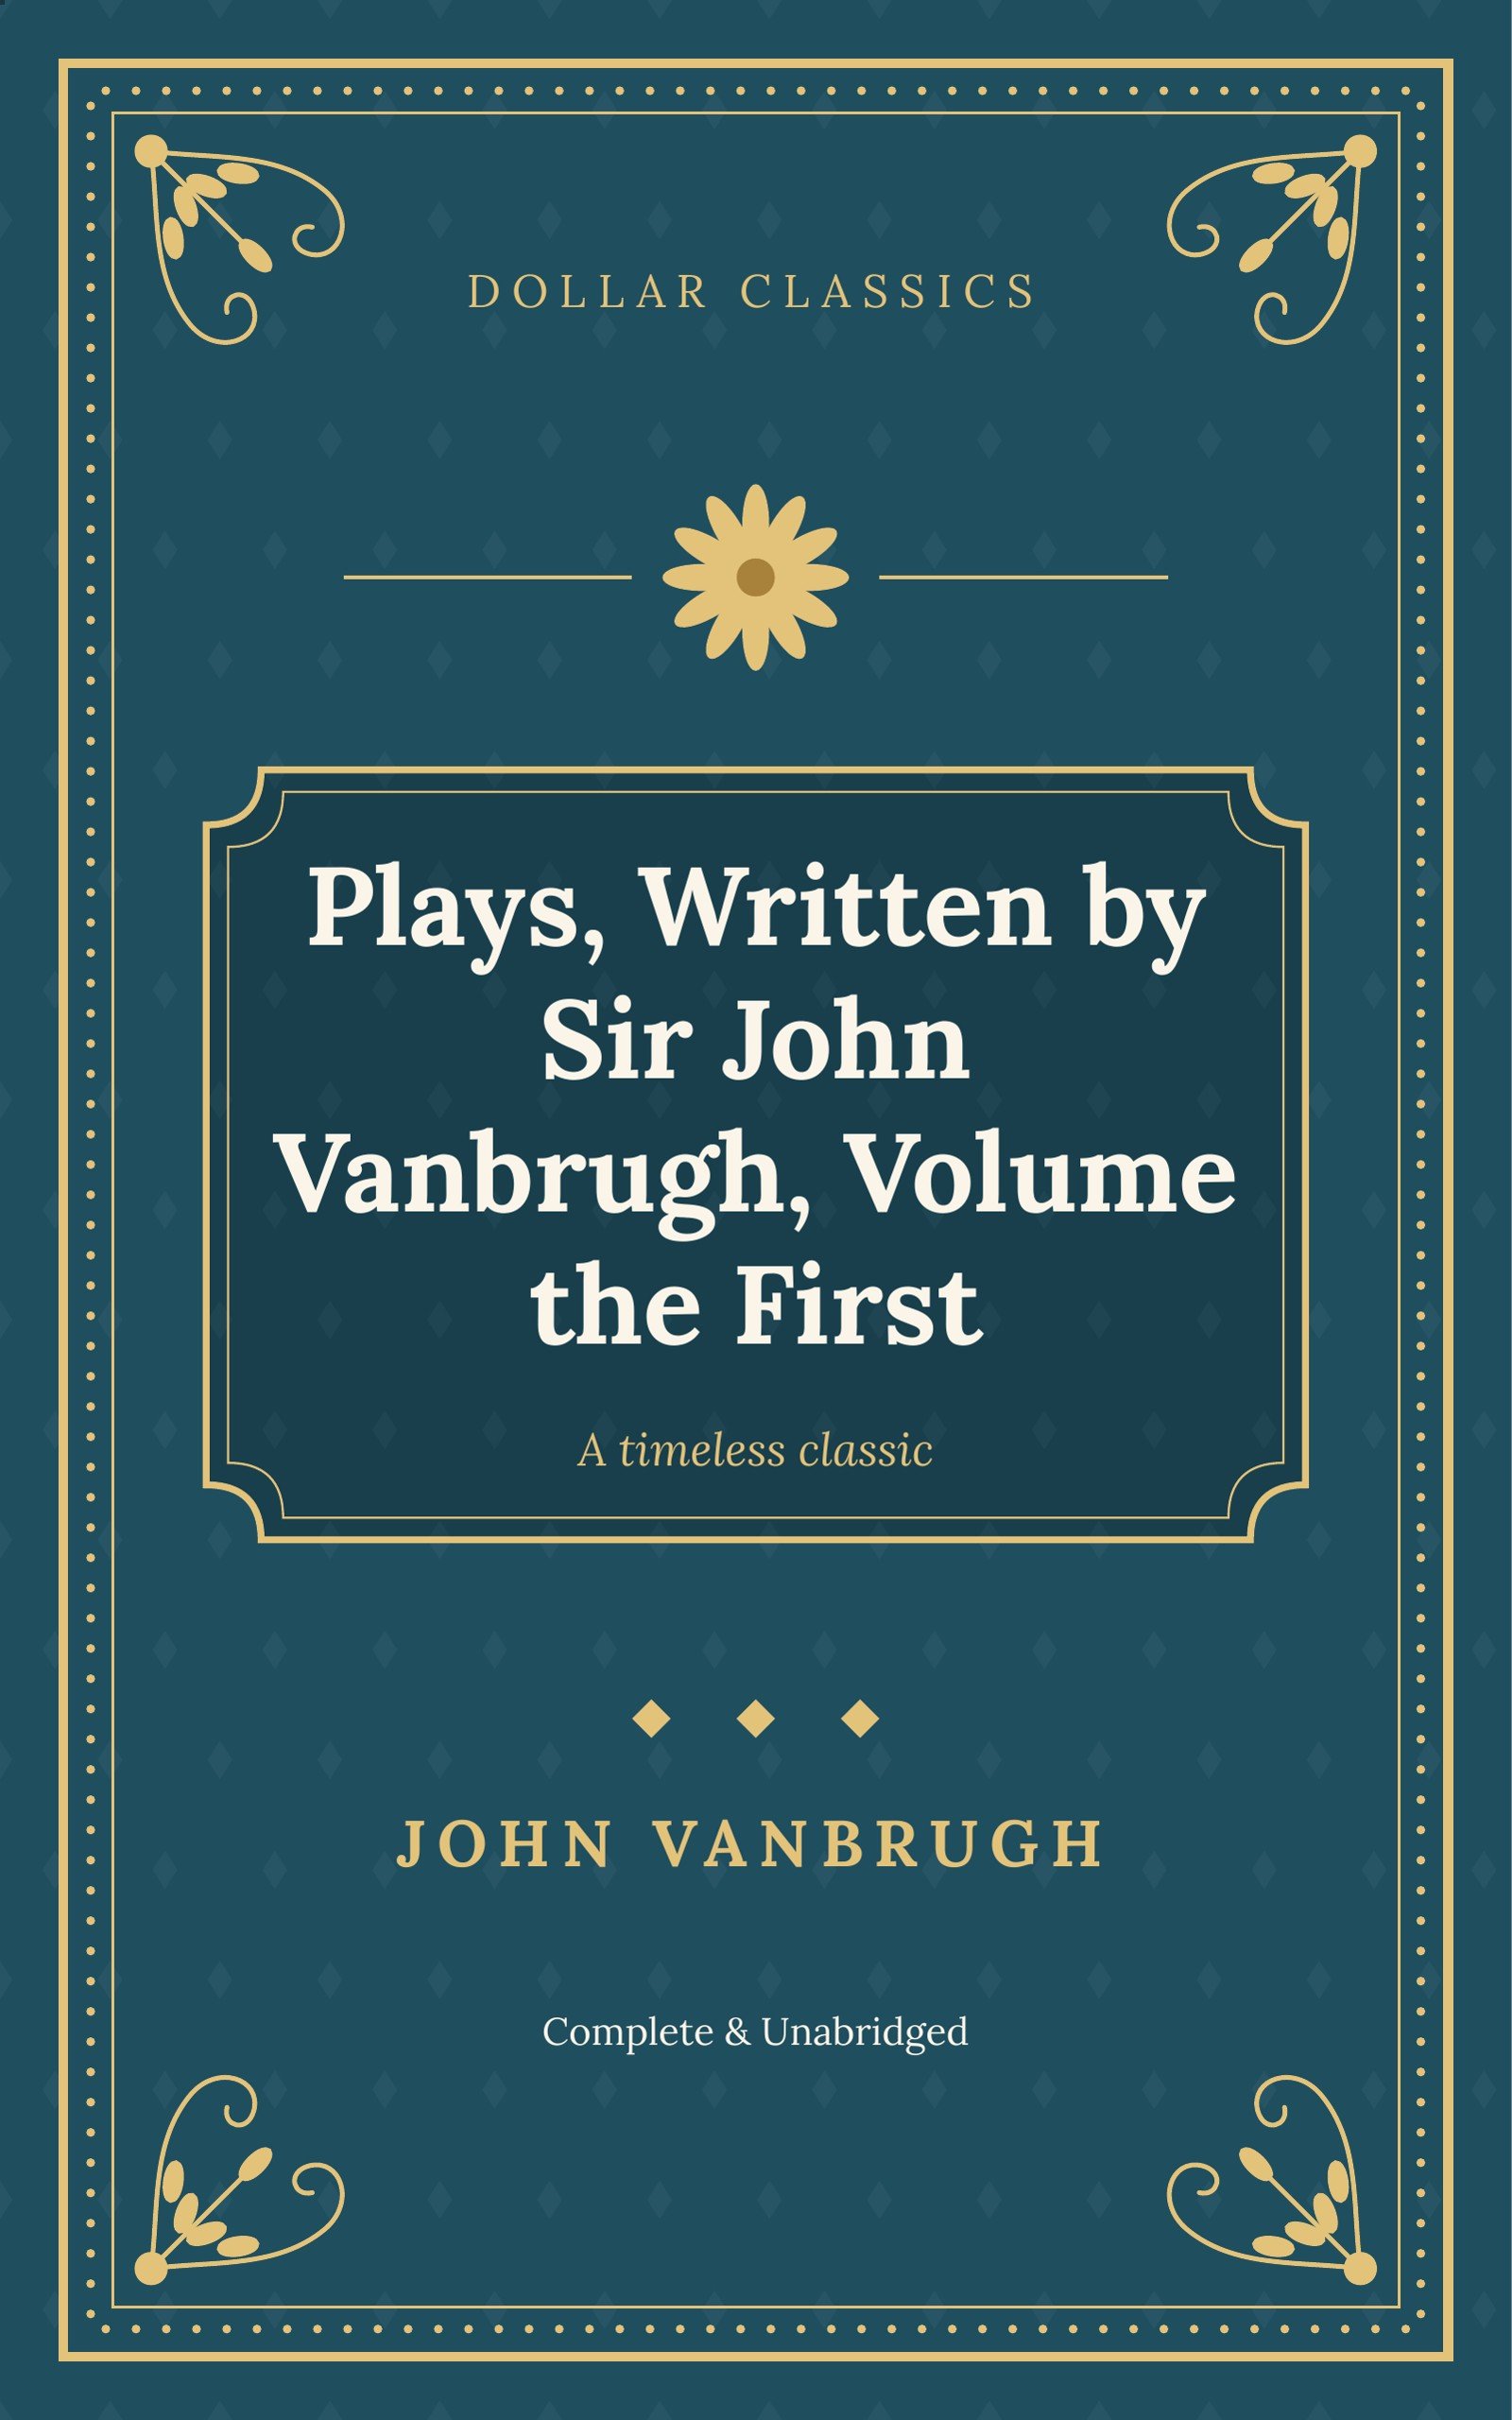 DOLLAR CLASSICS
Plays, Written by
Sir John
Vanbrugh, Volume
the First
A timeless classic
JOHN VANBRUGH
Complete & Unabridged